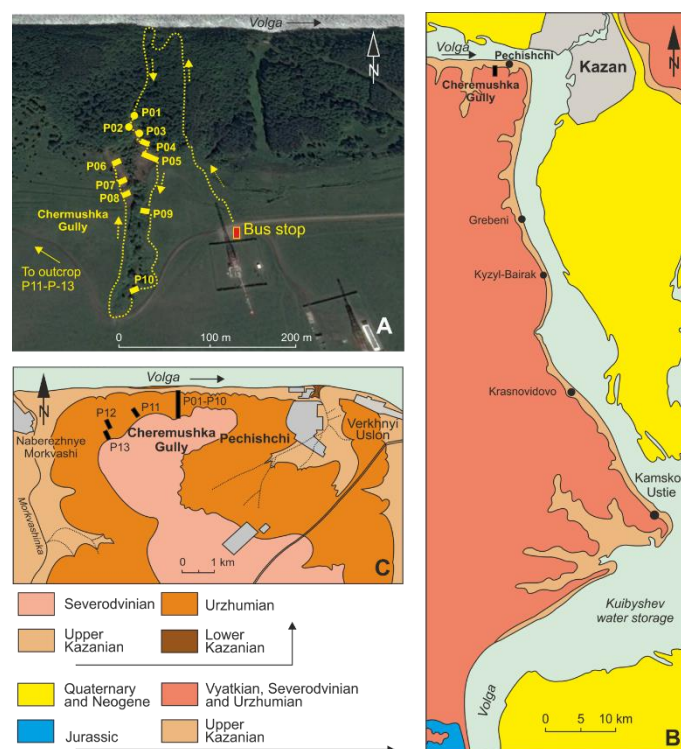 Volga
N
P01
P02
P03
P04
P05
P06
P07
P08
P09
Chermushka
Gully
Bus stop
To outcrop
P11-P-13
P10
0
100 m
200 m
A
Volga
N
P12
P11
P01-P10
P13
Cheremushka
Gully
Pechishchi
Verkhnyi
Uslon
Naberezhnye
Morkvashi
Morkvashinka
0
1 km
C
Severodvinian
Urzhumian
Upper
Kazanian
Lower
Kazanian
Quaternary
and Neogene
Vyatkian, Severodvinian
and Urzhumian
Jurassic
Upper
Kazanian
Volga
Pechishchi
N
Cheremushka
Gully
Kazan
Grebeni
Kyzyl-Bairak
Krasnovidovo
Kamsko
Ustie
Kuibyshev
water storage
Volga
0
5
10 km
B